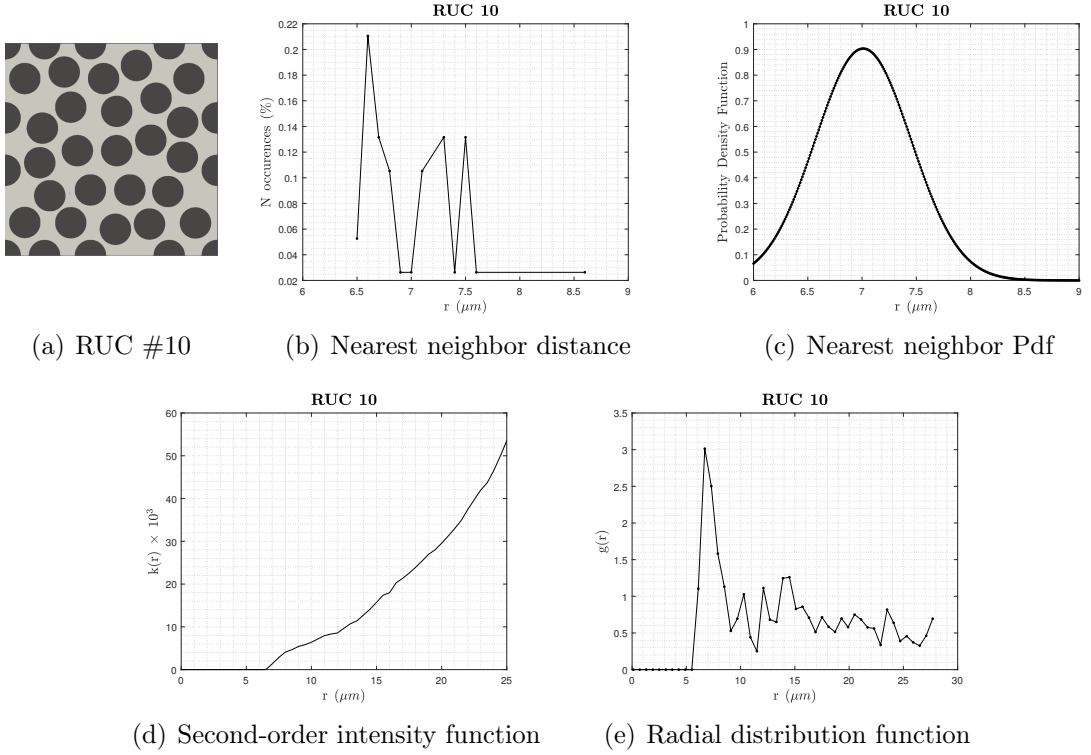 RUC 10
0.22
0.2
0.18
0.16
0.14
0.12
0.1
0.08
0.06
0.04
0.02
N occurences (%)
6 6.5 7 7.5 8 8.5 9
r (μm)
RUC 10
1
0.9
0.8
0.7
0.6
0.5
0.4
0.3
0.2
0.1
0
Probability Density Function
6 6.5 7 7.5 8 8.5 9
r (μm)
(a) RUC #10
(b) Nearest neighbor distance
(c) Nearest neighbor Pdf
RUC 10
60
50
40
30
20
10
0
k(r) × 10³
0 5 10 15 20 25
r (μm)
RUC 10
3.5
3
2.5
2
1.5
1
0.5
0
g(r)
0 5 10 15 20 25 30
r (μm)
(d) Second-order intensity function
(e) Radial distribution function